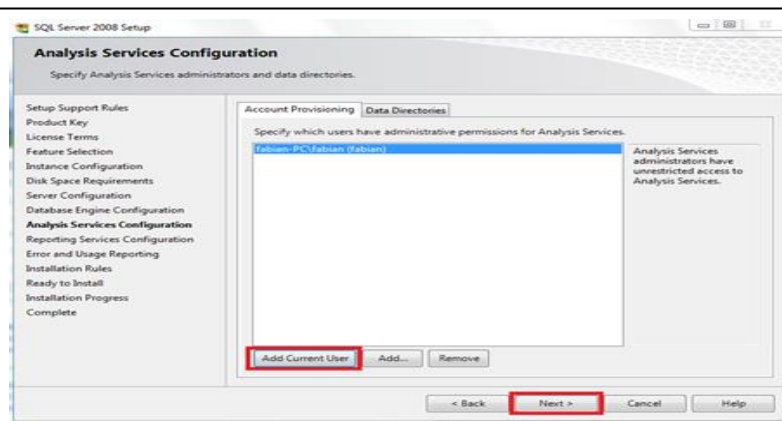 SQL Server 2008 Setup
Analysis Services Configuration
Specify Analysis Services administrators and data directories.
Setup Support Rules
Product Key
License Terms
Feature Selection
Instance Configuration
Disk Space Requirements
Server Configuration
Database Engine Configuration
Analysis Services Configuration
Reporting Services Configuration
Error and Usage Reporting
Installation Rules
Ready to Install
Installation Progress
Complete
Account Provisioning
Data Directories
Specify which users have administrative permissions for Analysis Services.
fabian-PC\fabian (fabian)
Analysis Services
administrators have
unrestricted access to
Analysis Services.
Add Current User
Add...
Remove
< Back
Next >
Cancel
Help